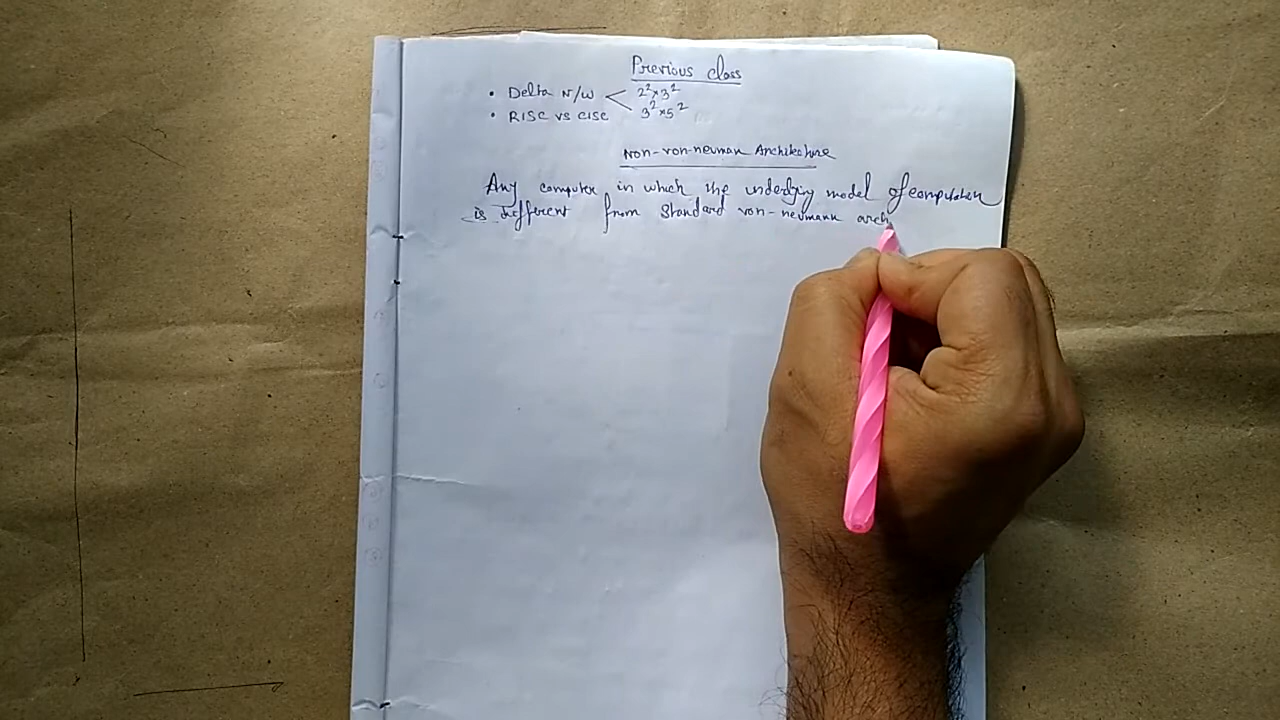 Previous class
• Delta N/W < 2²×3²
3²×5²
• RISC vs CISC
Non-von-neuman Architecture
Any computer in which the underlying model of computation
is different from standard von-neumann arch